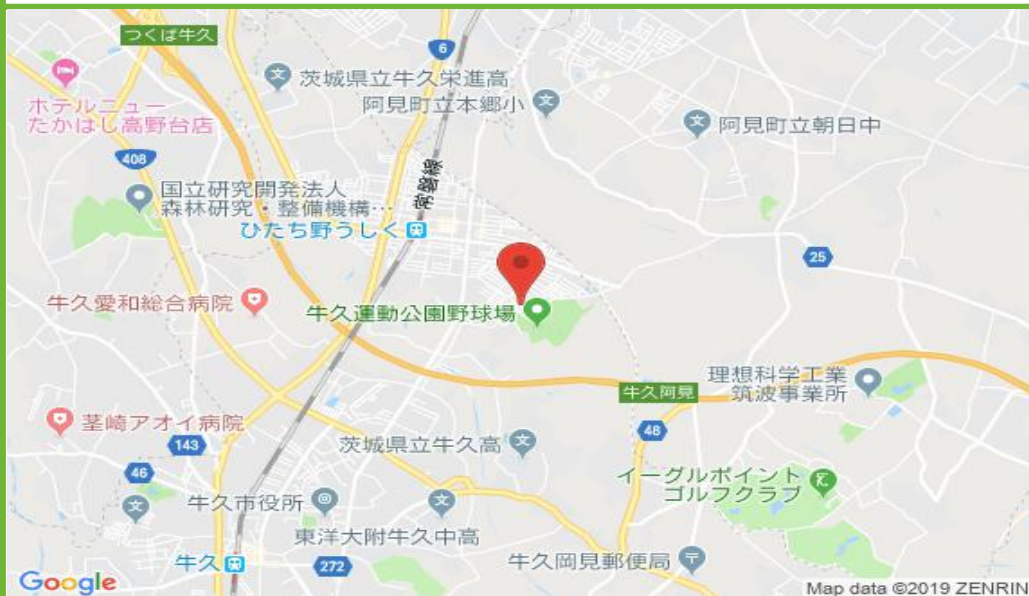 つくば牛久
6
茨城県立牛久栄進高
ホテルニュー
たかはし高野台店
阿見町立本郷小
阿見町立朝日中
408
常磐線
国立研究開発法人
森林研究・整備機構…
ひたち野うしく
25
牛久愛和総合病院
牛久運動公園野球場
理想科学工業
筑波事業所
牛久阿見
茎崎アオイ病院
143
茨城県立牛久高
48
46
イーグルポイント
ゴルフクラブ
牛久市役所
東洋大附牛久中高
牛久
272
牛久岡見郵便局
Google
Map data ©2019 ZENRIN